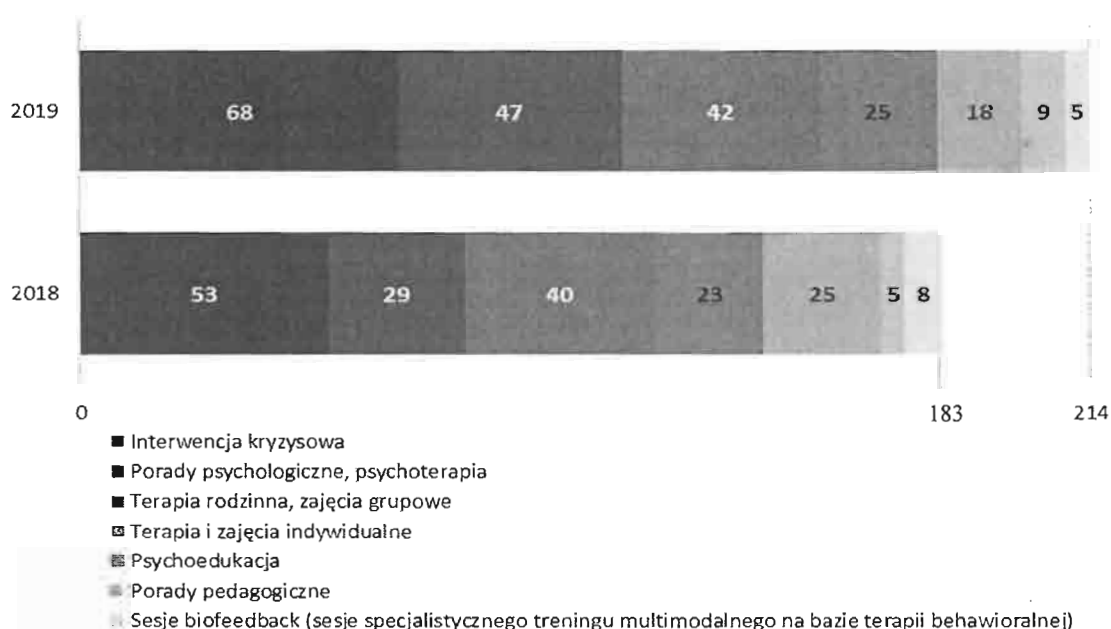 2019 68 47 42 25 18 9 5
2018 53 29 40 23 25 5 8
0 183 214
Interwencja kryzysowa
Porady psychologiczne, psychoterapia
Terapia rodzinna, zajęcia grupowe
Terapia i zajęcia indywidualne
Psychoedukacja
Porady pedagogiczne
Sesje biofeedback (sesje specjalistycznego treningu multimodalnego na bazie terapii behawioralnej)